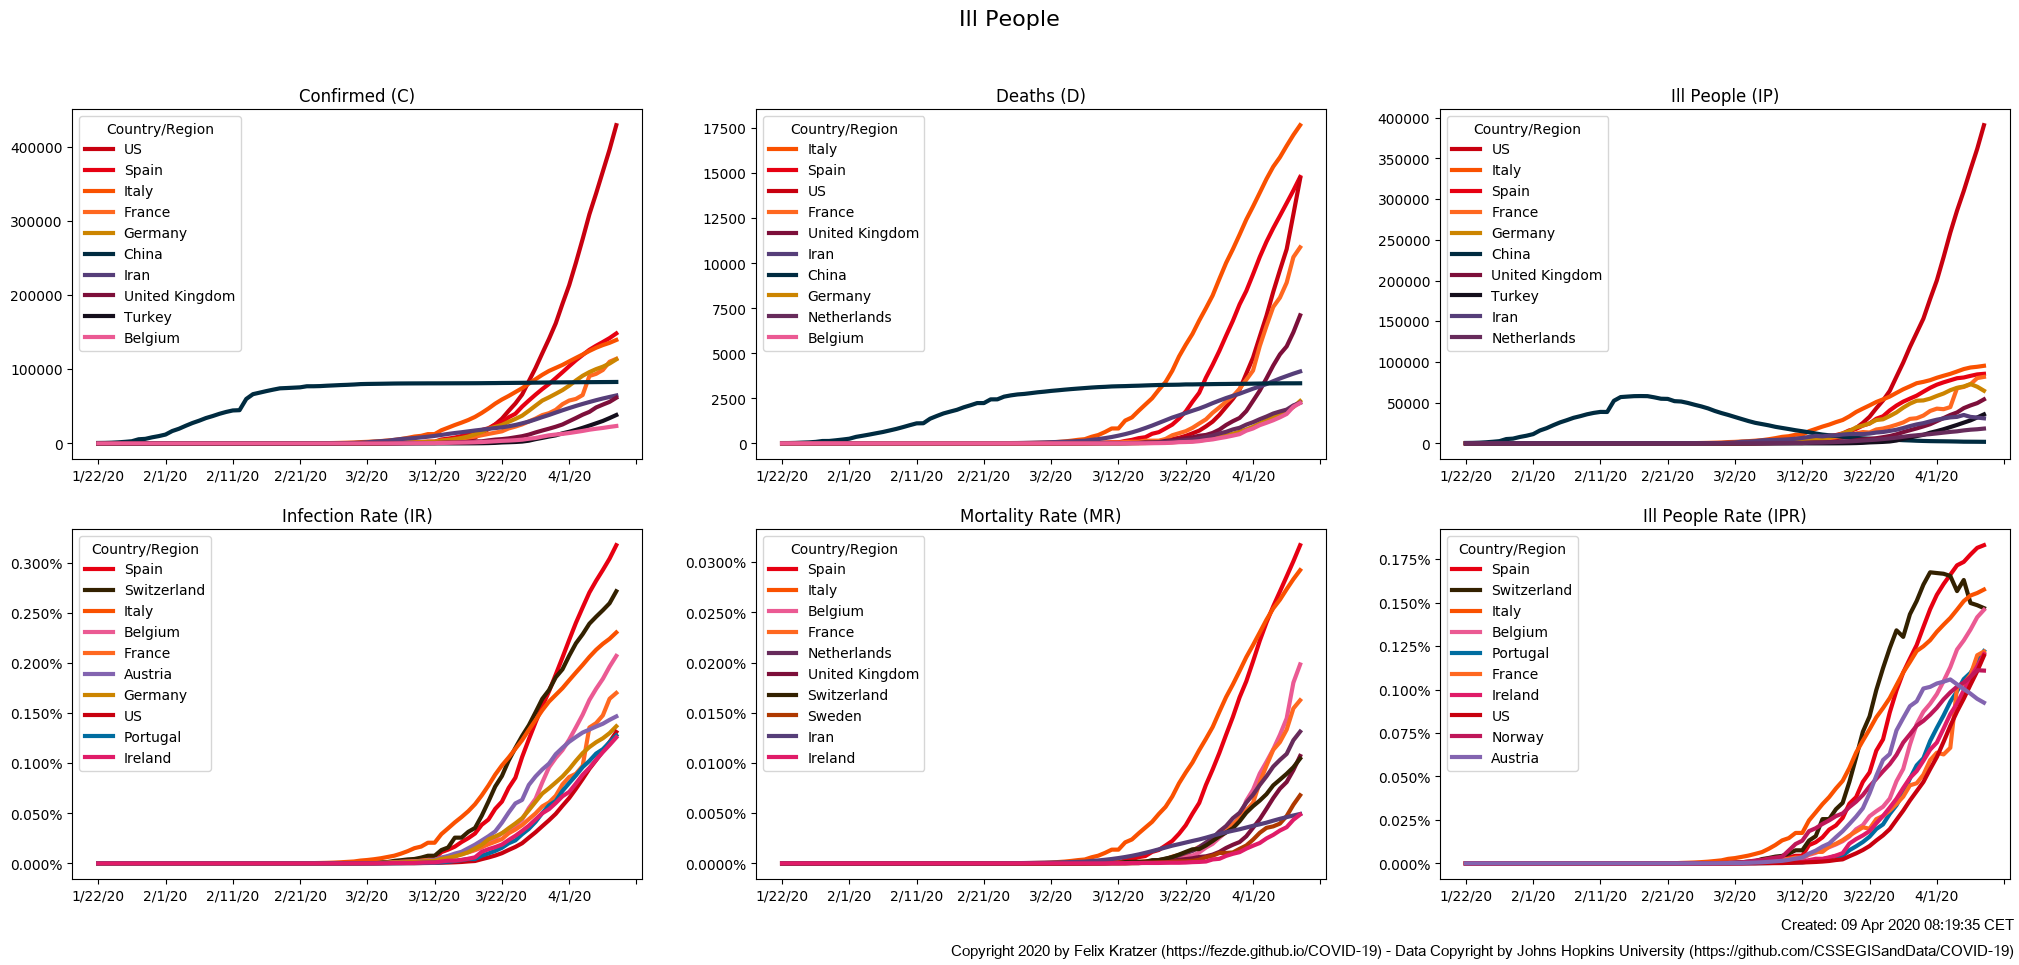 Ill People
Confirmed (C)
Country/Region
US
Spain
Italy
France
Germany
China
Iran
United Kingdom
Turkey
Belgium
400000
300000
200000
100000
0
1/22/20 2/1/20 2/11/20 2/21/20 3/2/20 3/12/20 3/22/20 4/1/20
Deaths (D)
Country/Region
Italy
Spain
US
France
United Kingdom
Iran
China
Germany
Netherlands
Belgium
17500
15000
12500
10000
7500
5000
2500
0
1/22/20 2/1/20 2/11/20 2/21/20 3/2/20 3/12/20 3/22/20 4/1/20
Ill People (IP)
Country/Region
US
Italy
Spain
France
Germany
China
United Kingdom
Turkey
Iran
Netherlands
400000
350000
300000
250000
200000
150000
100000
50000
0
1/22/20 2/1/20 2/11/20 2/21/20 3/2/20 3/12/20 3/22/20 4/1/20
Infection Rate (IR)
Country/Region
Spain
Switzerland
Italy
Belgium
France
Austria
Germany
US
Portugal
Ireland
0.300%
0.250%
0.200%
0.150%
0.100%
0.050%
0.000%
1/22/20 2/1/20 2/11/20 2/21/20 3/2/20 3/12/20 3/22/20 4/1/20
Mortality Rate (MR)
Country/Region
Spain
Italy
Belgium
France
Netherlands
United Kingdom
Switzerland
Sweden
Iran
Ireland
0.0300%
0.0250%
0.0200%
0.0150%
0.0100%
0.0050%
0.0000%
1/22/20 2/1/20 2/11/20 2/21/20 3/2/20 3/12/20 3/22/20 4/1/20
Ill People Rate (IPR)
Country/Region
Spain
Switzerland
Italy
Belgium
Portugal
France
Ireland
US
Norway
Austria
0.175%
0.150%
0.125%
0.100%
0.075%
0.050%
0.025%
0.000%
1/22/20 2/1/20 2/11/20 2/21/20 3/2/20 3/12/20 3/22/20 4/1/20
Created: 09 Apr 2020 08:19:35 CET
Copyright 2020 by Felix Kratzer (https://fezde.github.io/COVID-19) - Data Copyright by Johns Hopkins University (https://github.com/CSSEGISandData/COVID-19)